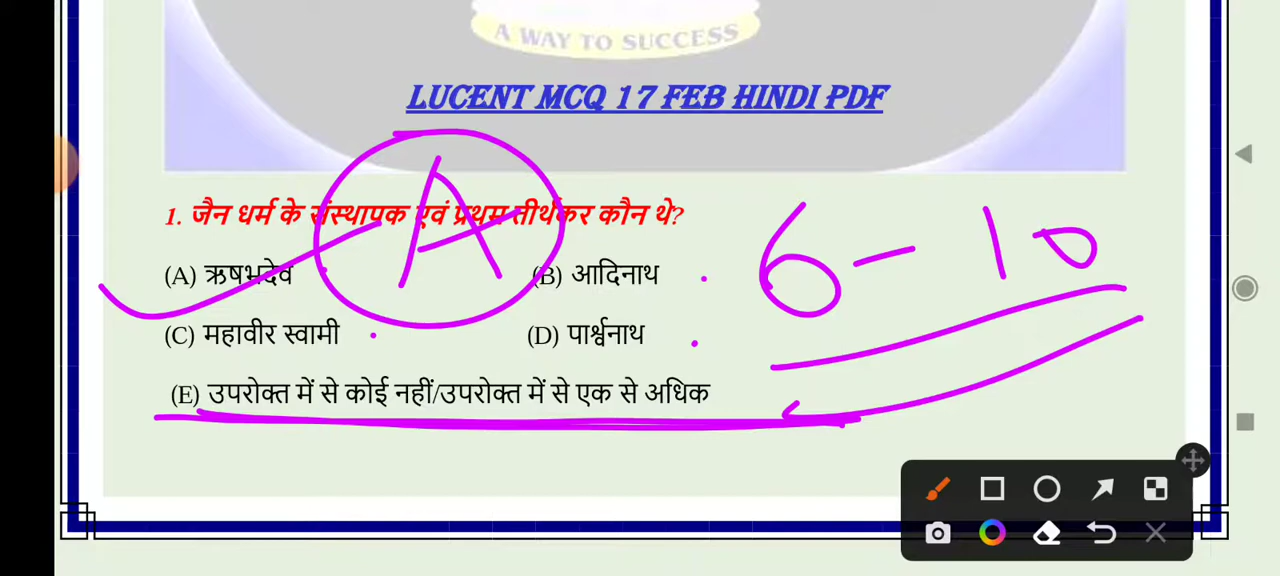 A WAY TO SUCCESS
LUCENT MCQ 17 FEB HINDI PDF
1. जैन धर्म के संस्थापक एवं प्रथम तीर्थंकर कौन थे?
A
(A) ऋषभदेव (B) आदिनाथ
6 - 10
(C) महावीर स्वामी (D) पार्श्वनाथ
(E) उपरोक्त में से कोई नहीं/उपरोक्त में से एक से अधिक